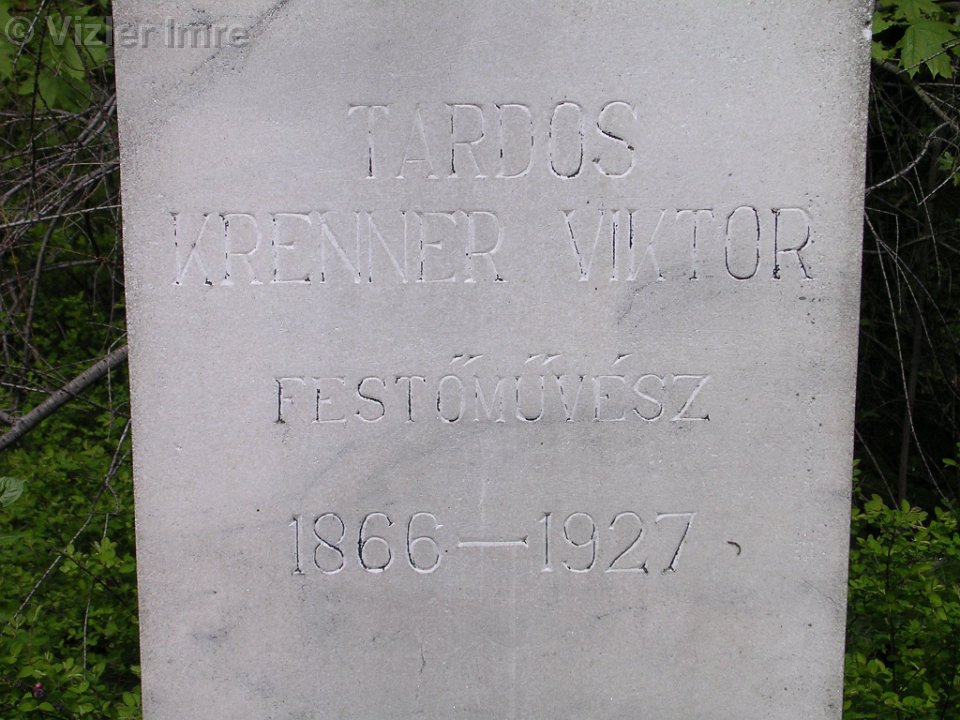 © Vizler Imre
TARDOS
KRENNER VIKTOR
FESTŐMŰVÉSZ
1866–1927